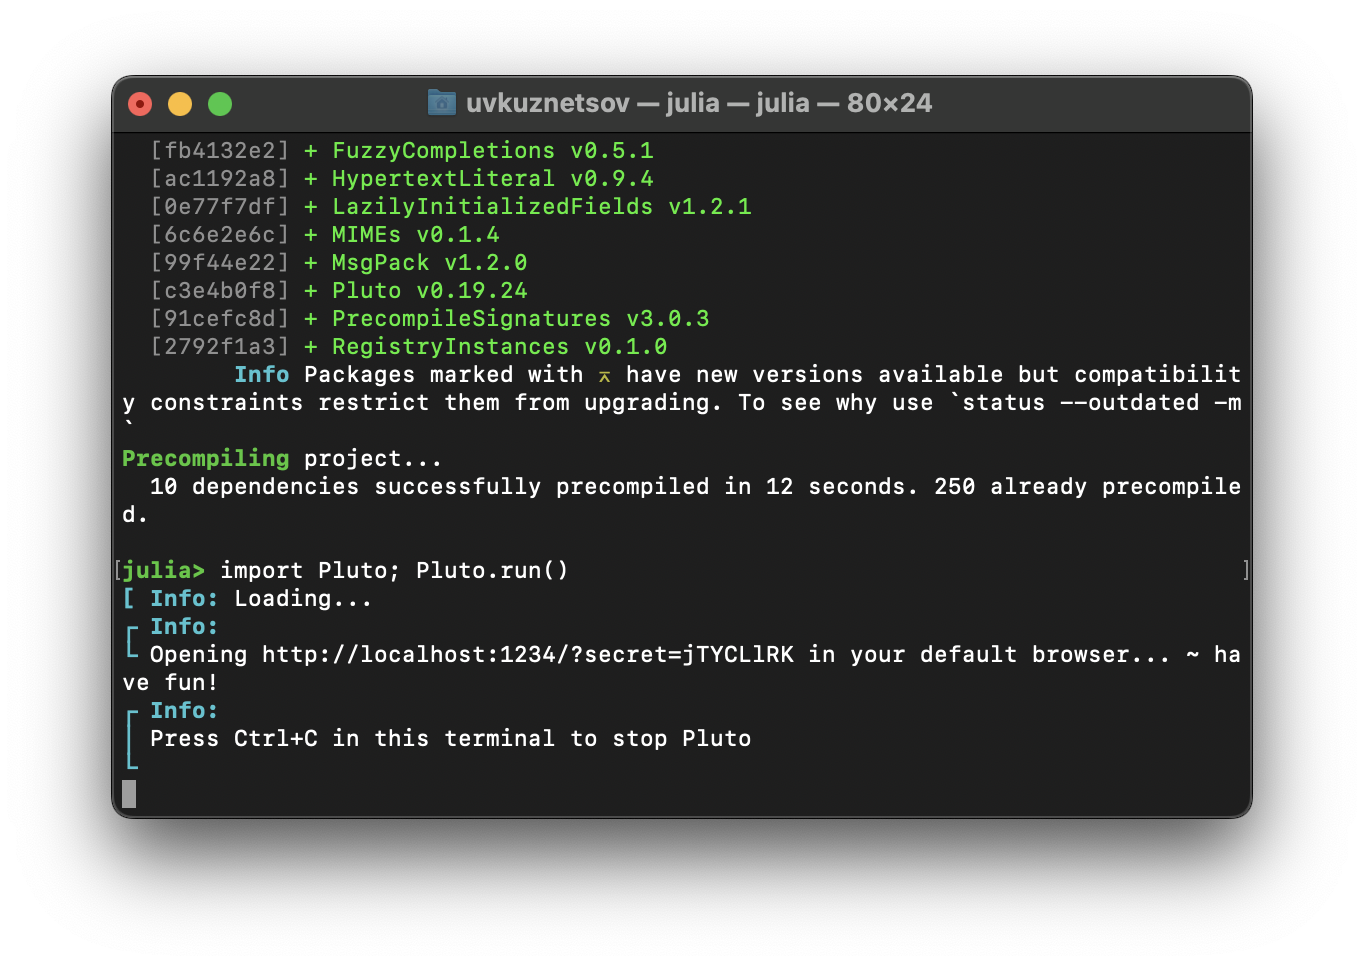 uvkuznetsov — julia — julia — 80×24
[fb4132e2] + FuzzyCompletions v0.5.1
[ac1192a8] + HypertextLiteral v0.9.4
[0e77f7df] + LazilyInitializedFields v1.2.1
[6c6e2e6c] + MIMEs v0.1.4
[99f44e22] + MsgPack v1.2.0
[c3e4b0f8] + Pluto v0.19.24
[91cefc8d] + PrecompileSignatures v3.0.3
[2792f1a3] + RegistryInstances v0.1.0
Info Packages marked with ⌅ have new versions available but compatibilit
y constraints restrict them from upgrading. To see why use `status --outdated -m
`
Precompiling project...
10 dependencies successfully precompiled in 12 seconds. 250 already precompile
d.
[julia> import Pluto; Pluto.run() ]
[ Info: Loading...
┌ Info:
└ Opening http://localhost:1234/?secret=jTYCLlRK in your default browser... ~ ha
ve fun!
┌ Info:
│ Press Ctrl+C in this terminal to stop Pluto
└